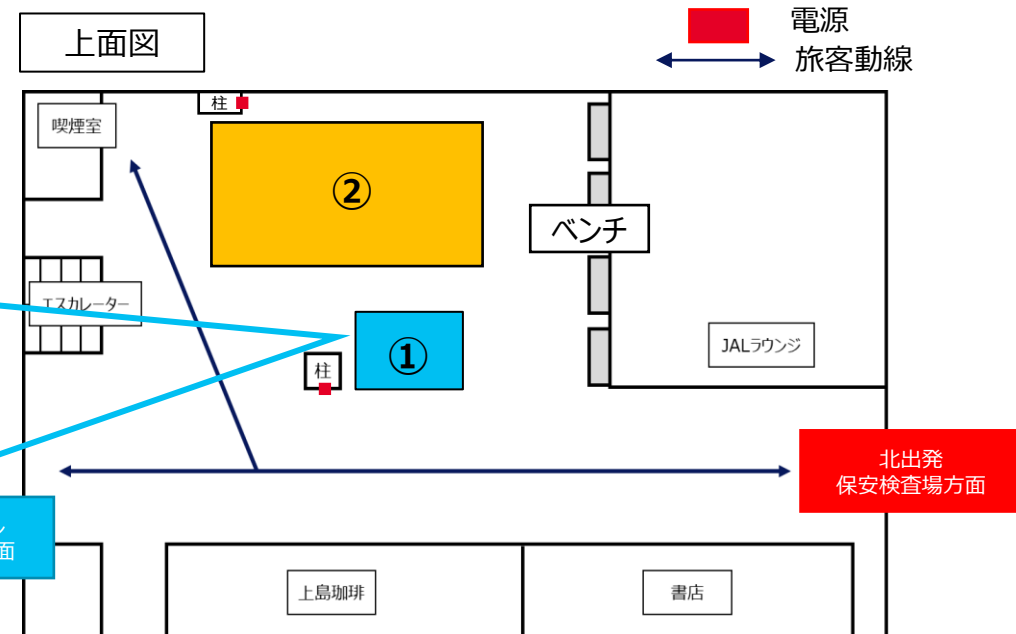 上面図
電源
旅客動線
柱
喫煙室
②
ベンチ
エスカレーター
①
JALラウンジ
柱
北出発
保安検査場方面
面
上島珈琲
書店